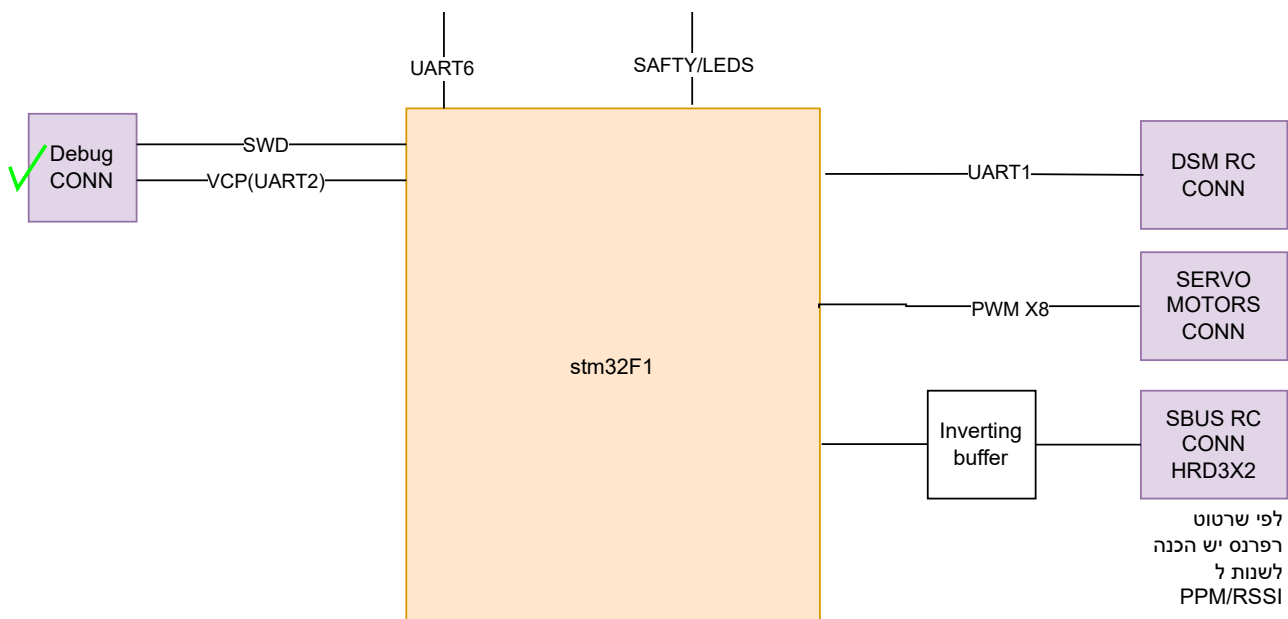 UART6
SAFTY/LEDS
Debug
CONN
SWD
VCP(UART2)
stm32F1
UART1
DSM RC
CONN
PWM X8
SERVO
MOTORS
CONN
Inverting
buffer
SBUS RC
CONN
HRD3X2
לפי שרטוט
רפרנס יש הכנה
לשנות ל
PPM/RSSI